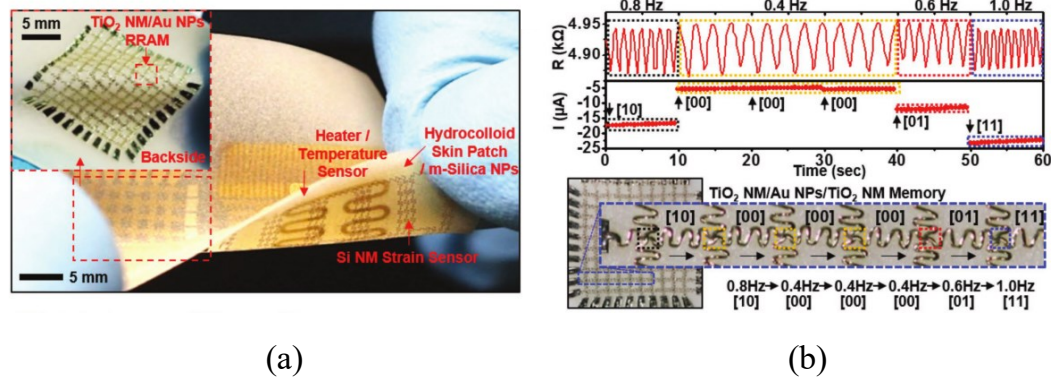 5 mm
TiO2 NM/Au NPs
RRAM
Backside
Heater /
Temperature
Sensor
Hydrocolloid
Skin Patch
/ m-Silica NPs
Si NM Strain Sensor
5 mm
(a)
0.8 Hz 0.4 Hz 0.6 Hz 1.0 Hz
R (kΩ)
4.95
4.90
I (μA)
-5
-10
-15
-20
-25
[10] [00] [00] [00] [01] [11]
0 10 20 30 40 50 60
Time (sec)
TiO2 NM/Au NPs/TiO2 NM Memory
[10] [00] [00] [00] [01] [11]
0.8Hz→0.4Hz→0.4Hz→0.4Hz→0.6Hz→1.0Hz
[10] [00] [00] [00] [01] [11]
(b)